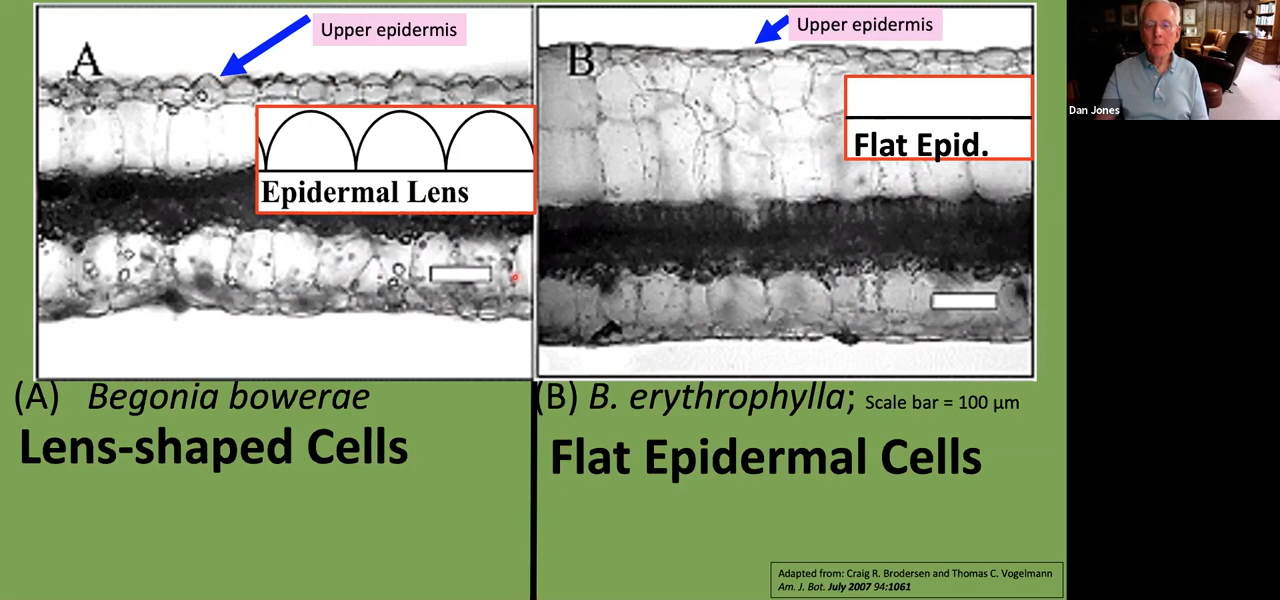 A
Upper epidermis
Epidermal Lens
B
Upper epidermis
Flat Epid.
Dan Jones
(A) Begonia bowerae
Lens-shaped Cells
(B) B. erythrophylla; Scale bar = 100 µm
Flat Epidermal Cells
Adapted from: Craig R. Brodersen and Thomas C. Vogelmann
Am. J. Bot. July 2007 94:1061